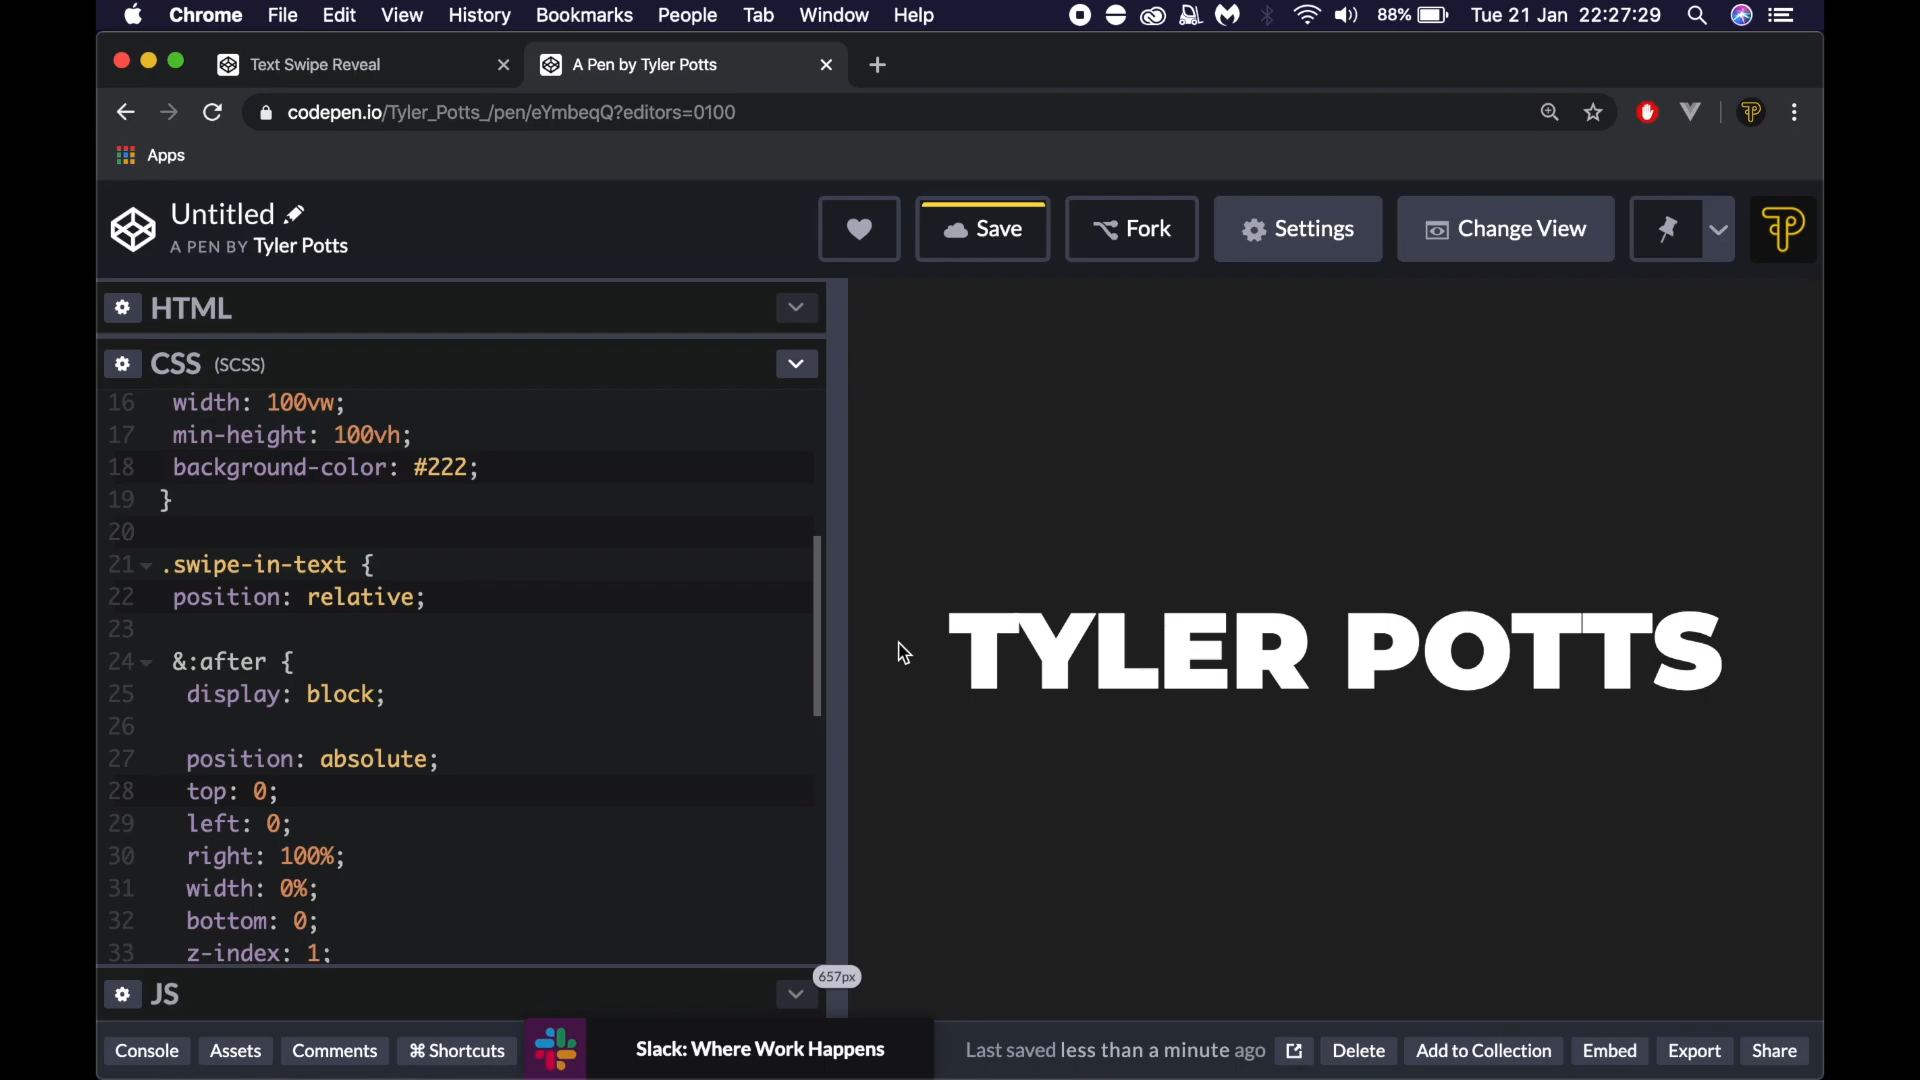 Chrome File Edit View History Bookmarks People Tab Window Help 88% Tue 21 Jan 22:27:29
Text Swipe Reveal
A Pen by Tyler Potts
codepen.io/Tyler_Potts_/pen/eYmbeqQ?editors=0100
Apps
Untitled
A PEN BY Tyler Potts
Save
Fork
Settings
Change View
HTML
CSS (SCSS)
16 width: 100vw;
17 min-height: 100vh;
18 background-color: #222;
19 }
20
21 .swipe-in-text {
22 position: relative;
23
24 &:after {
25 display: block;
26
27 position: absolute;
28 top: 0;
29 left: 0;
30 right: 100%;
31 width: 0%;
32 bottom: 0;
33 z-index: 1;
TYLER POTTS
657px
JS
Console Assets Comments ⌘ Shortcuts
Slack: Where Work Happens
Last saved less than a minute ago
Delete Add to Collection Embed Export Share